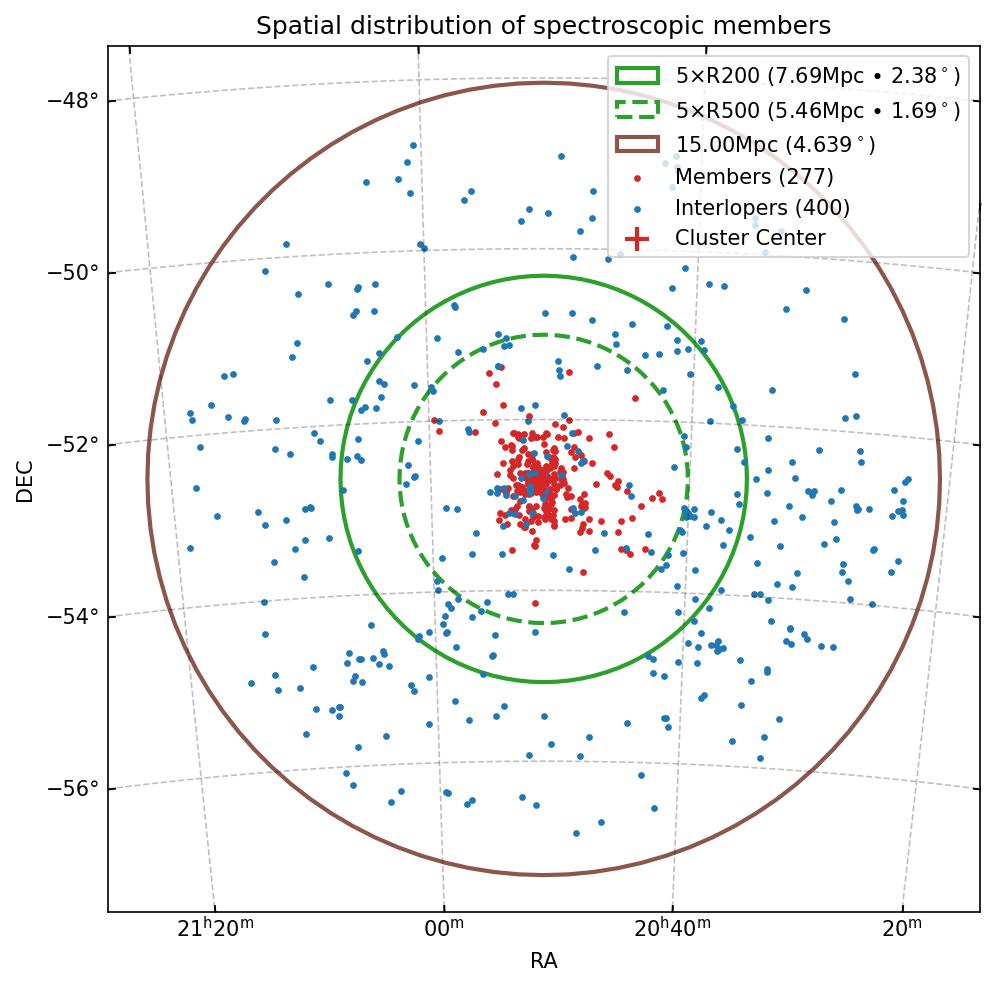 Spatial distribution of spectroscopic members
5×R200 (7.69Mpc • 2.38°)
5×R500 (5.46Mpc • 1.69°)
15.00Mpc (4.639°)
Members (277)
Interlopers (400)
Cluster Center
−48°
−50°
−52°
−54°
−56°
DEC
21ʰ20ᵐ
00ᵐ
20ʰ40ᵐ
20ᵐ
RA